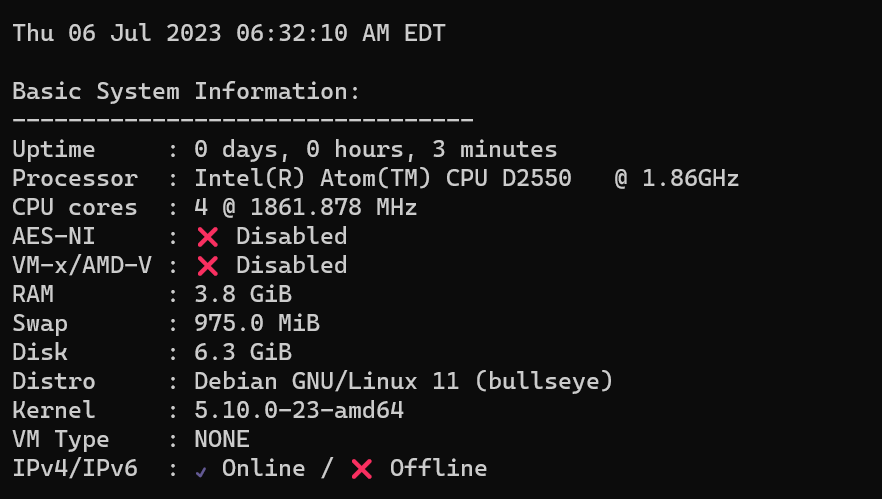 Thu 06 Jul 2023 06:32:10 AM EDT
Basic System Information:
---------------------------------
Uptime     : 0 days, 0 hours, 3 minutes
Processor  : Intel(R) Atom(TM) CPU D2550   @ 1.86GHz
CPU cores  : 4 @ 1861.878 MHz
AES-NI     : ❌ Disabled
VM-x/AMD-V : ❌ Disabled
RAM        : 3.8 GiB
Swap       : 975.0 MiB
Disk       : 6.3 GiB
Distro     : Debian GNU/Linux 11 (bullseye)
Kernel     : 5.10.0-23-amd64
VM Type    : NONE
IPv4/IPv6  : ✔ Online / ❌ Offline